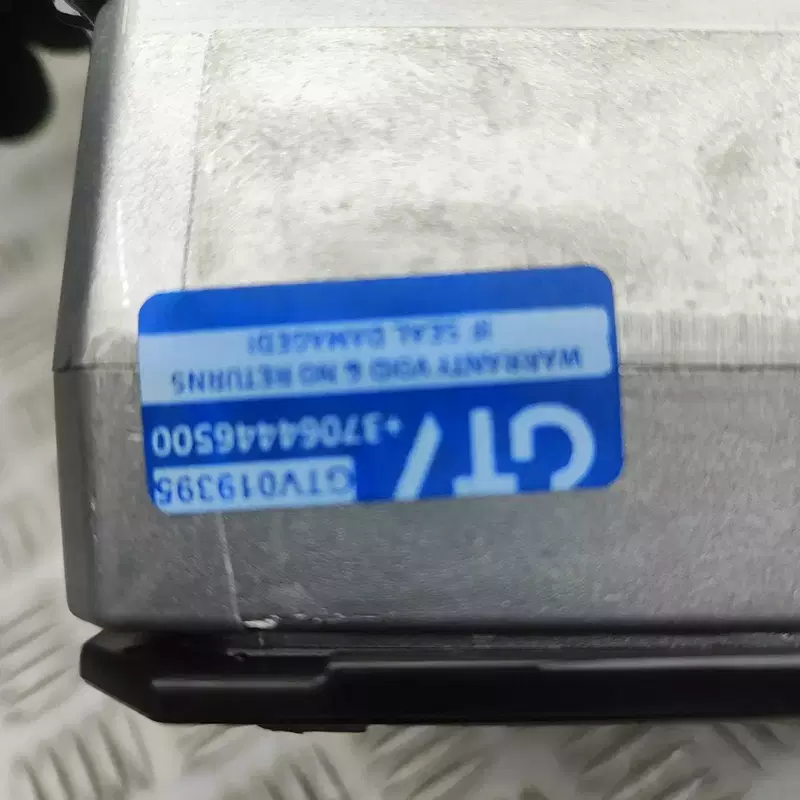 GTV019395
GT/
+37064446500
WARRANTY VOID & NO RETURNS
IF SEAL DAMAGED!